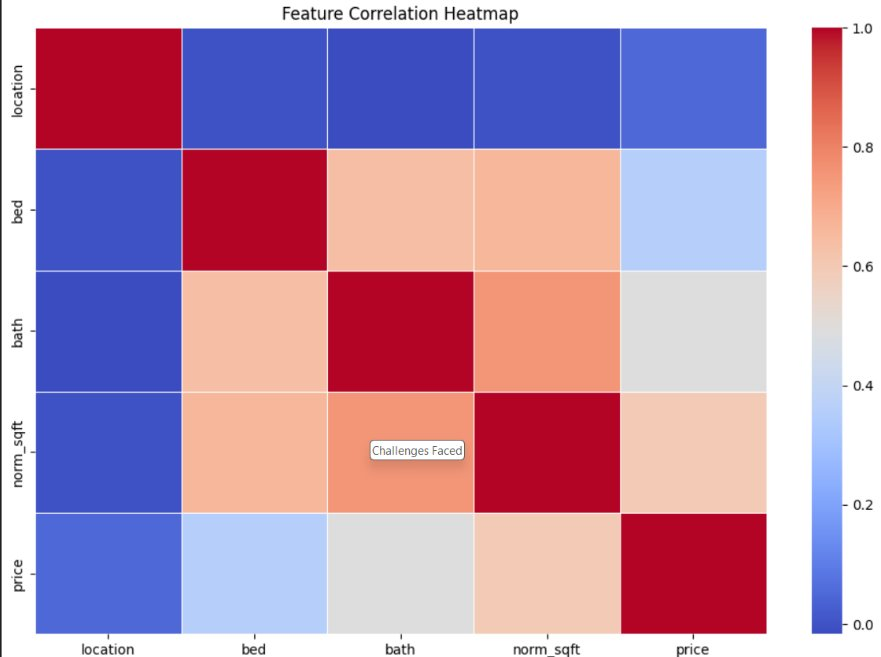 Feature Correlation Heatmap
location
bed
bath
norm_sqft
price
Challenges Faced
location
bed
bath
norm_sqft
price
1.0
0.8
0.6
0.4
0.2
0.0